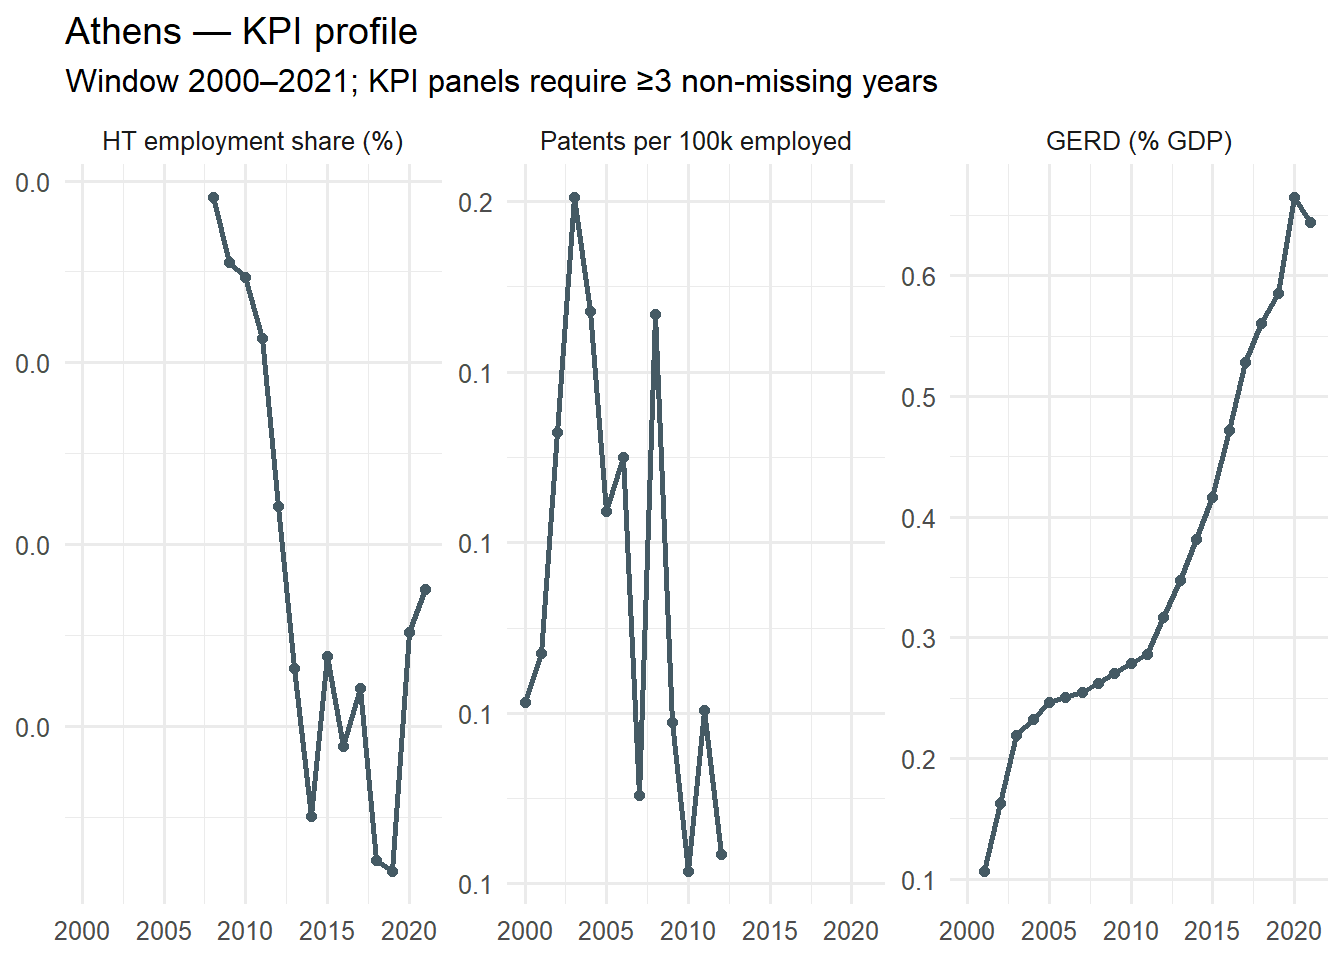 Athens — KPI profile
Window 2000–2021; KPI panels require ≥3 non-missing years
HT employment share (%)
0.0
0.0
0.0
0.0
2000 2005 2010 2015 2020
Patents per 100k employed
0.2
0.1
0.1
0.1
0.1
2000 2005 2010 2015 2020
GERD (% GDP)
0.6
0.5
0.4
0.3
0.2
0.1
2000 2005 2010 2015 2020